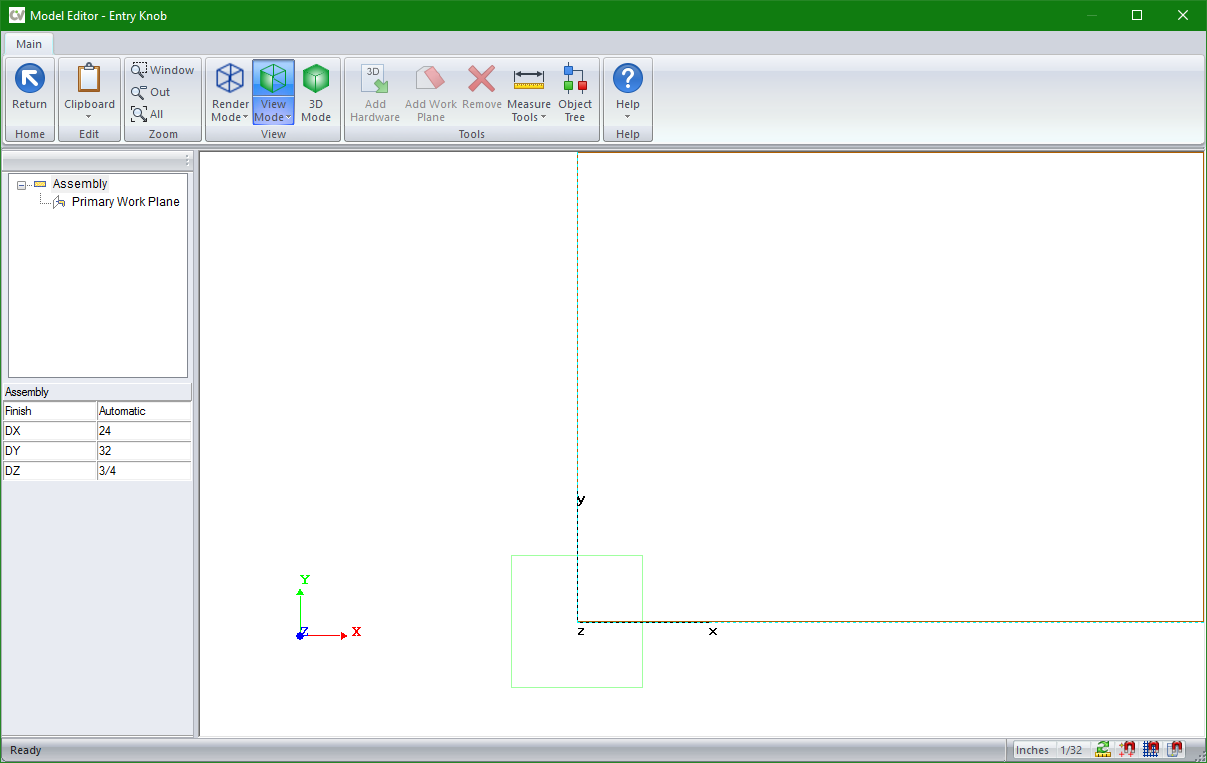 CV Model Editor - Entry Knob
Main
Return
Home
Clipboard
Edit
Window
Out
All
Zoom
Render Mode
View Mode
3D Mode
View
3D
Add Hardware
Add Work Plane
Remove
Measure Tools
Object Tree
Tools
?
Help
Help
Assembly
Primary Work Plane
Assembly
Finish Automatic
DX 24
DY 32
DZ 3/4
y
z x
Y
Z X
Ready
Inches 1/32